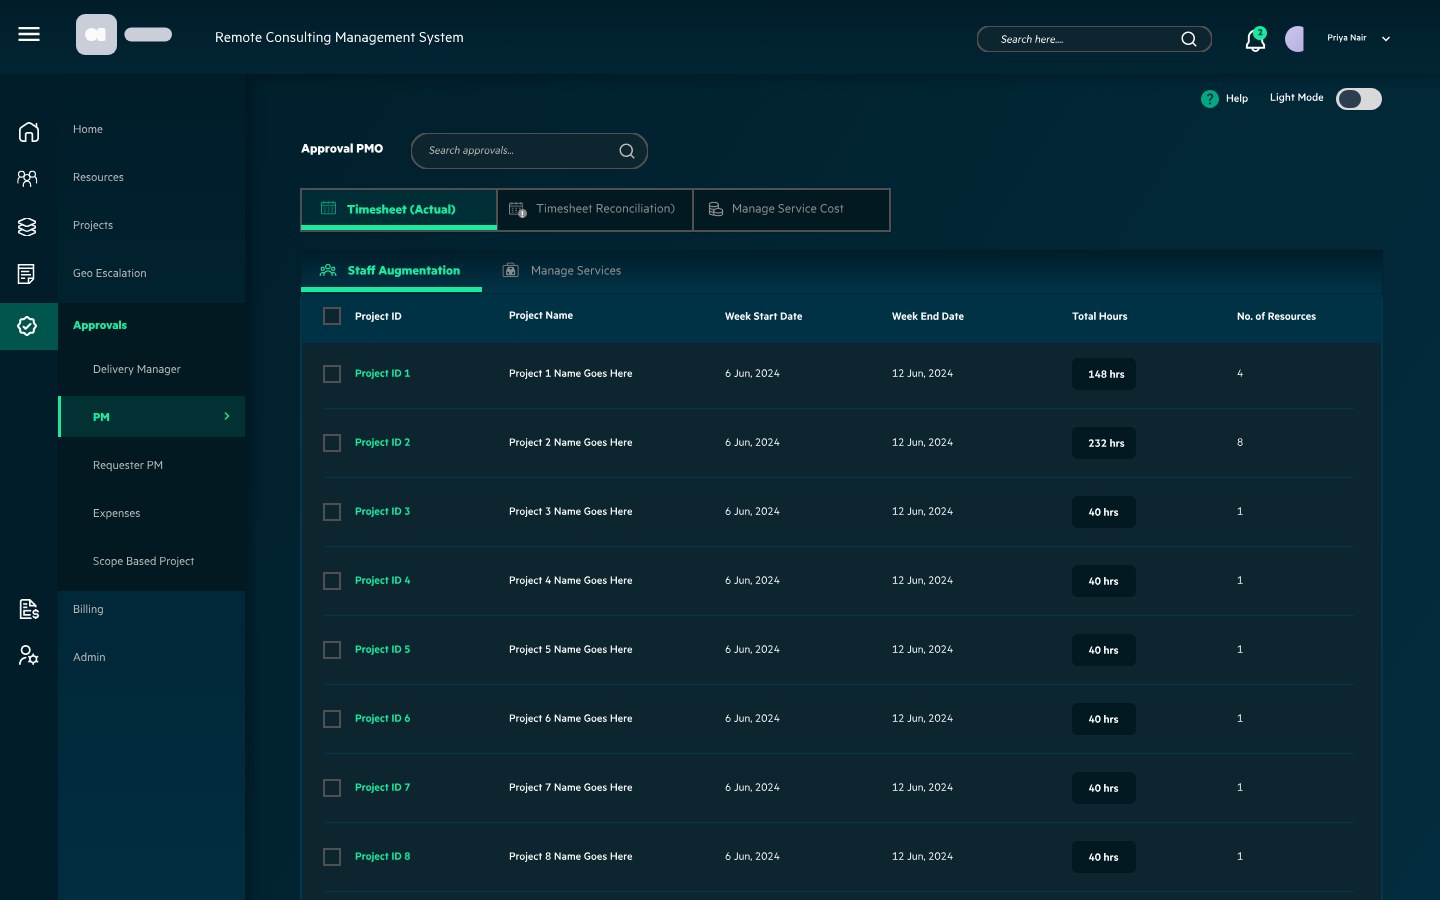 Remote Consulting Management System
Search here....
2
Priya Nair
? Help
Light Mode
Home
Resources
Projects
Geo Escalation
Approvals
Delivery Manager
PM
Requester PM
Expenses
Scope Based Project
Billing
Admin
Approval PMO
Search approvals...
Timesheet (Actual)
Timesheet Reconciliation)
Manage Service Cost
Staff Augmentation
Manage Services
Project ID Project Name Week Start Date Week End Date Total Hours No. of Resources
Project ID 1 Project 1 Name Goes Here 6 Jun, 2024 12 Jun, 2024 148 hrs 4
Project ID 2 Project 2 Name Goes Here 6 Jun, 2024 12 Jun, 2024 232 hrs 8
Project ID 3 Project 3 Name Goes Here 6 Jun, 2024 12 Jun, 2024 40 hrs 1
Project ID 4 Project 4 Name Goes Here 6 Jun, 2024 12 Jun, 2024 40 hrs 1
Project ID 5 Project 5 Name Goes Here 6 Jun, 2024 12 Jun, 2024 40 hrs 1
Project ID 6 Project 6 Name Goes Here 6 Jun, 2024 12 Jun, 2024 40 hrs 1
Project ID 7 Project 7 Name Goes Here 6 Jun, 2024 12 Jun, 2024 40 hrs 1
Project ID 8 Project 8 Name Goes Here 6 Jun, 2024 12 Jun, 2024 40 hrs 1